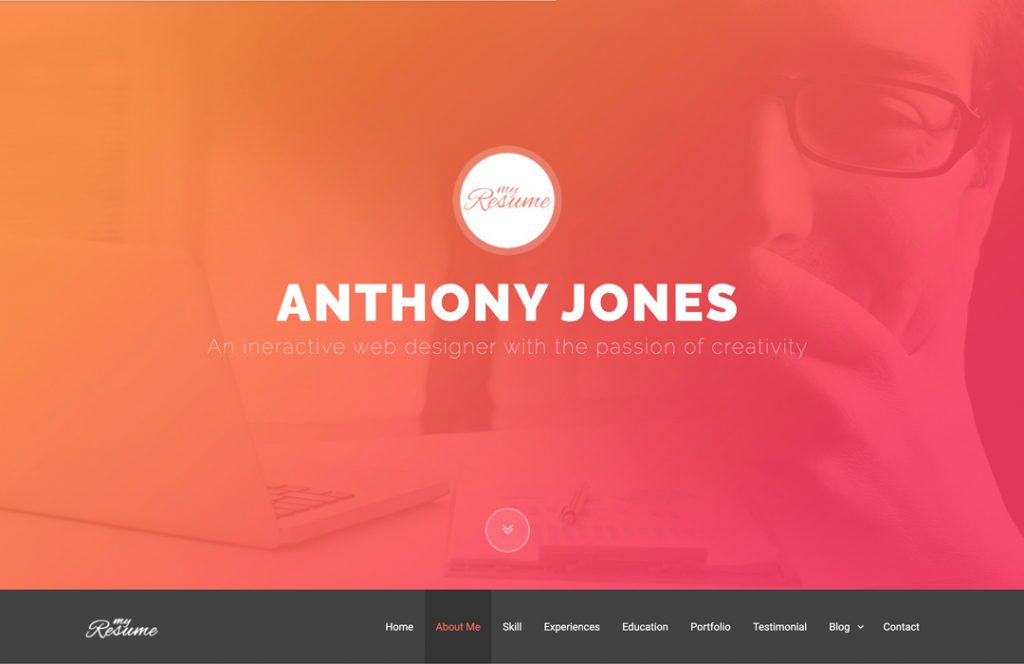 my
Resume
ANTHONY JONES
An ineractive web designer with the passion of creativity
my
Resume
Home About Me Skill Experiences Education Portfolio Testimonial Blog Contact